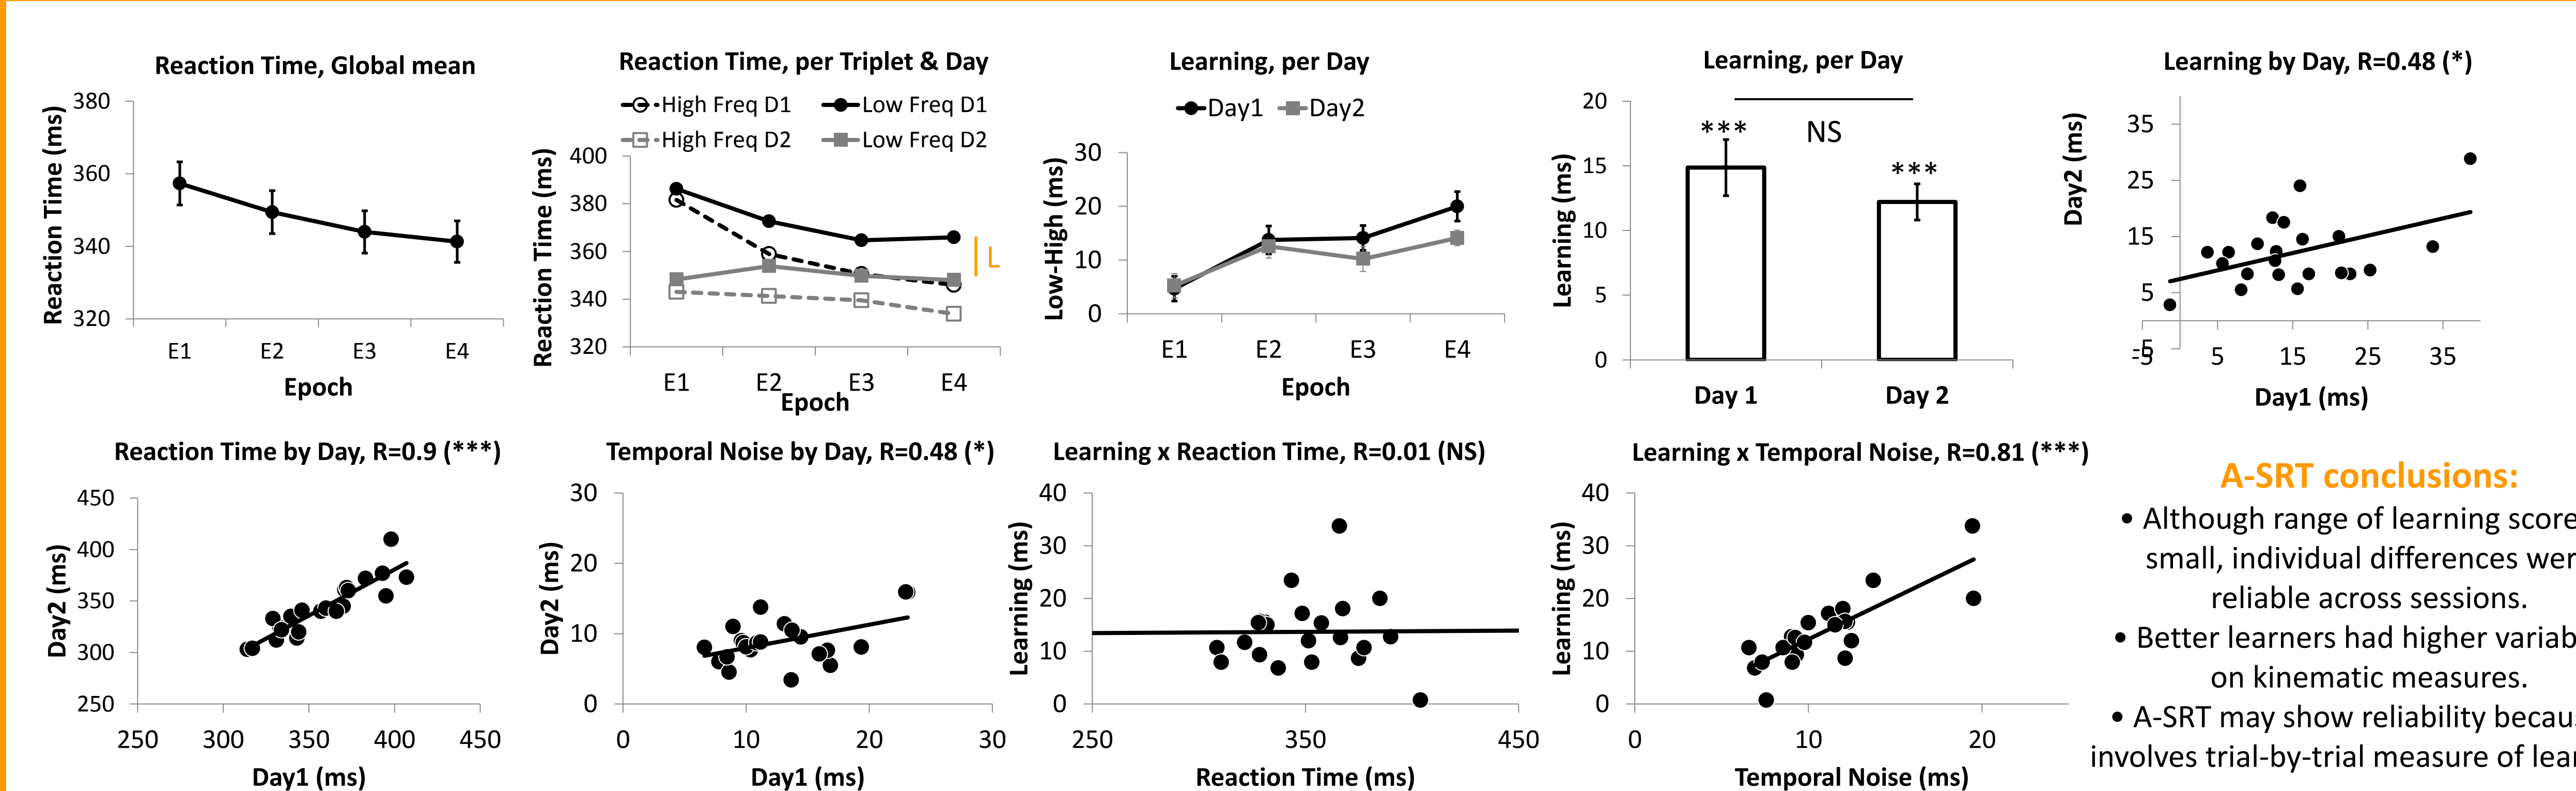 Reaction Time, Global mean
Reaction Time (ms)
380
360
340
320
E1 E2 E3 E4
Epoch
Reaction Time, per Triplet & Day
High Freq D1 Low Freq D1
High Freq D2 Low Freq D2
Reaction Time (ms)
400
380
360
340
320
L
E1 E2 E3 E4
Epoch
Learning, per Day
Day1 Day2
Low-High (ms)
30
20
10
0
E1 E2 E3 E4
Epoch
Learning, per Day
Learning (ms)
20
15
10
5
0
*** NS ***
Day 1 Day 2
Learning by Day, R=0.48 (*)
Day2 (ms)
35
25
15
5
-5
-5 5 15 25 35
Day1 (ms)
Reaction Time by Day, R=0.9 (***)
Day2 (ms)
450
400
350
300
250
250 300 350 400 450
Day1 (ms)
Temporal Noise by Day, R=0.48 (*)
Day2 (ms)
30
20
10
0
0 10 20 30
Day1 (ms)
Learning x Reaction Time, R=0.01 (NS)
Learning (ms)
40
30
20
10
0
250 350 450
Reaction Time (ms)
Learning x Temporal Noise, R=0.81 (***)
Learning (ms)
40
30
20
10
0
0 10 20
Temporal Noise (ms)
A-SRT conclusions:
• Although range of learning score
small, individual differences wer
reliable across sessions.
• Better learners had higher variab
on kinematic measures.
• A-SRT may show reliability becau
involves trial-by-trial measure of lear